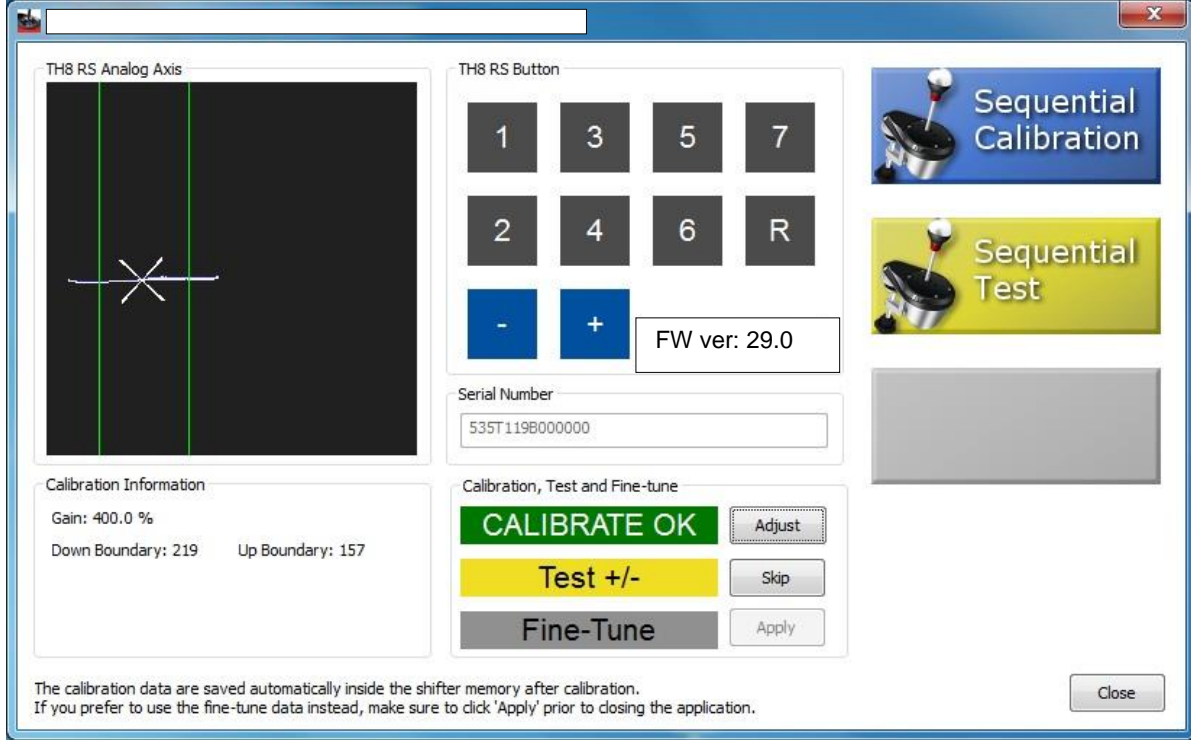 TH8 RS Analog Axis
TH8 RS Button
1 3 5 7
2 4 6 R
- +
FW ver: 29.0
Serial Number
535T119B000000
Sequential
Calibration
Sequential
Test
Calibration Information
Gain: 400.0 %
Down Boundary: 219 Up Boundary: 157
Calibration, Test and Fine-tune
CALIBRATE OK Adjust
Test +/- Skip
Fine-Tune Apply
The calibration data are saved automatically inside the shifter memory after calibration.
If you prefer to use the fine-tune data instead, make sure to click 'Apply' prior to closing the application.
Close